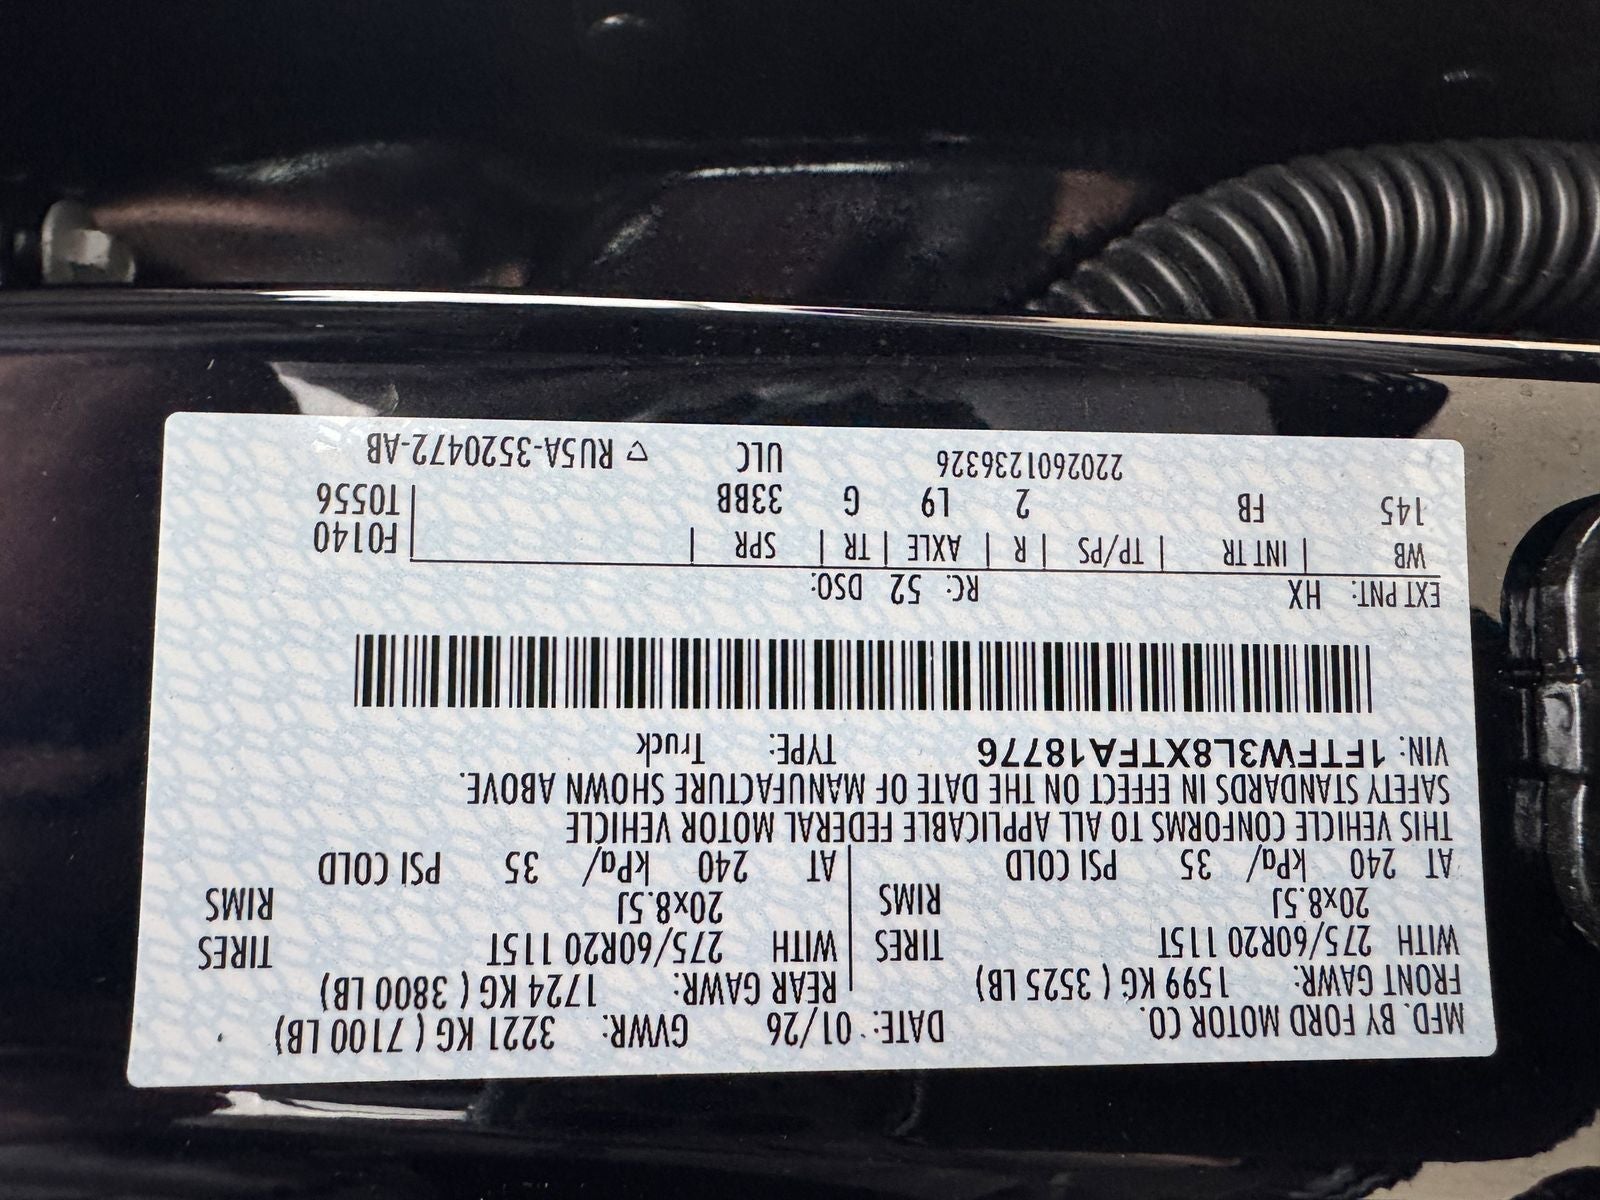 MFD. BY FORD MOTOR CO. DATE: 01/26 GVWR: 3221 KG ( 7100 LB)
FRONT GAWR: 1599 KG ( 3525 LB) REAR GAWR: 1724 KG ( 3800 LB)
WITH 275/60R20 115T TIRES WITH 275/60R20 115T TIRES
20x8.5J RIMS 20x8.5J RIMS
AT 240 kPa/ 35 PSI COLD AT 240 kPa/ 35 PSI COLD
THIS VEHICLE CONFORMS TO ALL APPLICABLE FEDERAL MOTOR VEHICLE
SAFETY STANDARDS IN EFFECT ON THE DATE OF MANUFACTURE SHOWN ABOVE.
VIN: 1FTFW3L8XTFA18776 TYPE: Truck
EXT PNT: HX RC: 52 DSO:
WB | INT TR | TP/PS | R | AXLE | TR | SPR | F0140
145 FB 2 L9 G 33BB T0556
2202601236326 ULC RU5A-3520472-AB